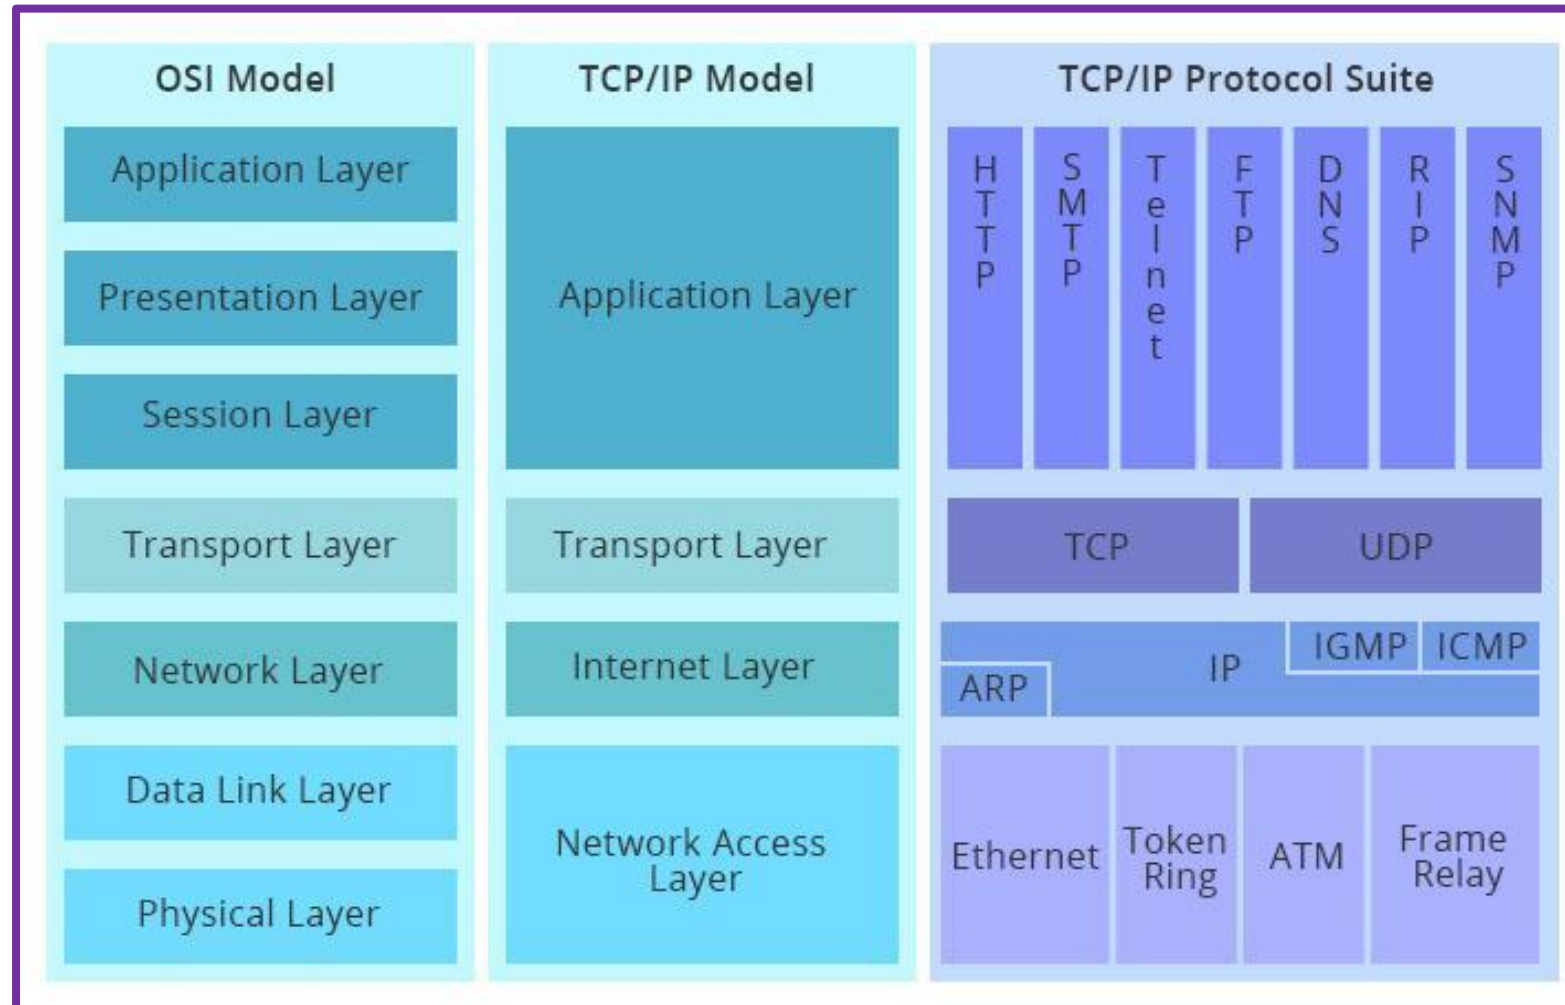 OSI Model
Application Layer
Presentation Layer
Session Layer
Transport Layer
Network Layer
Data Link Layer
Physical Layer
TCP/IP Model
Application Layer
Transport Layer
Internet Layer
Network Access
Layer
TCP/IP Protocol Suite
HTTP
SMTP
Telnet
FTP
DNS
RIP
SNMP
TCP
UDP
IP
IGMP
ICMP
ARP
Ethernet
Token
Ring
ATM
Frame
Relay